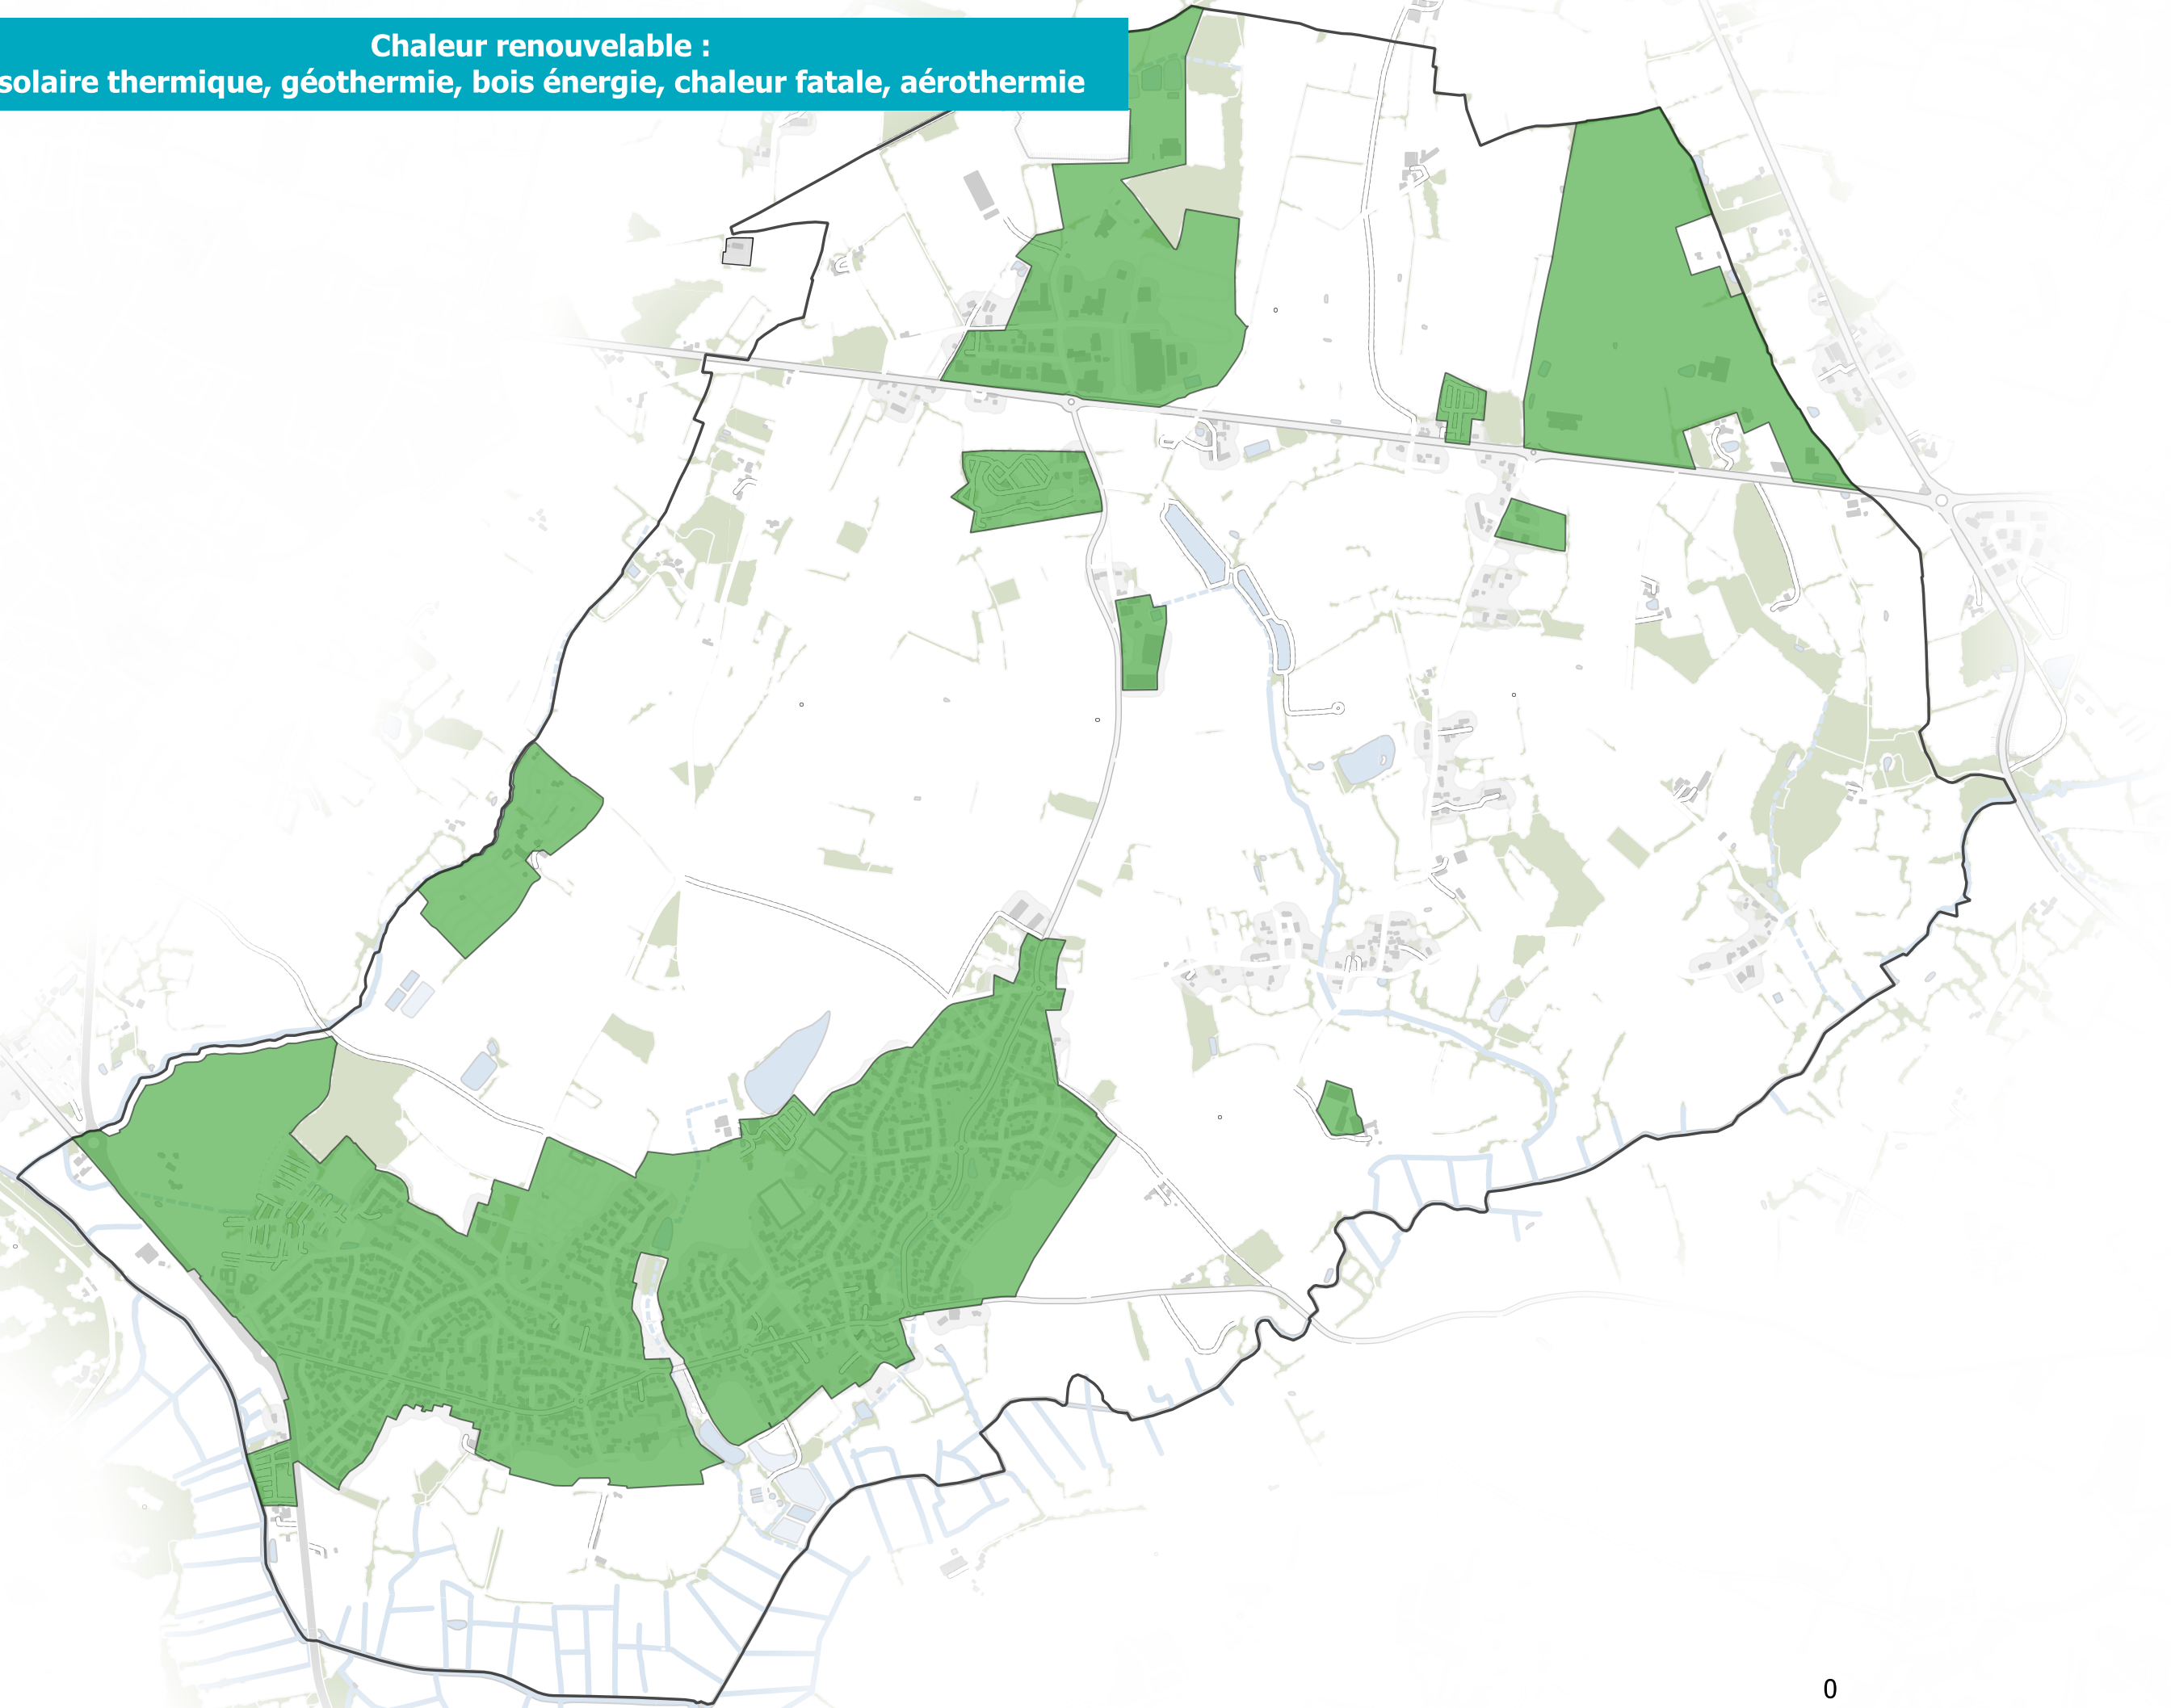 Chaleur renouvelable :
solaire thermique, géothermie, bois énergie, chaleur fatale, aérothermie
0